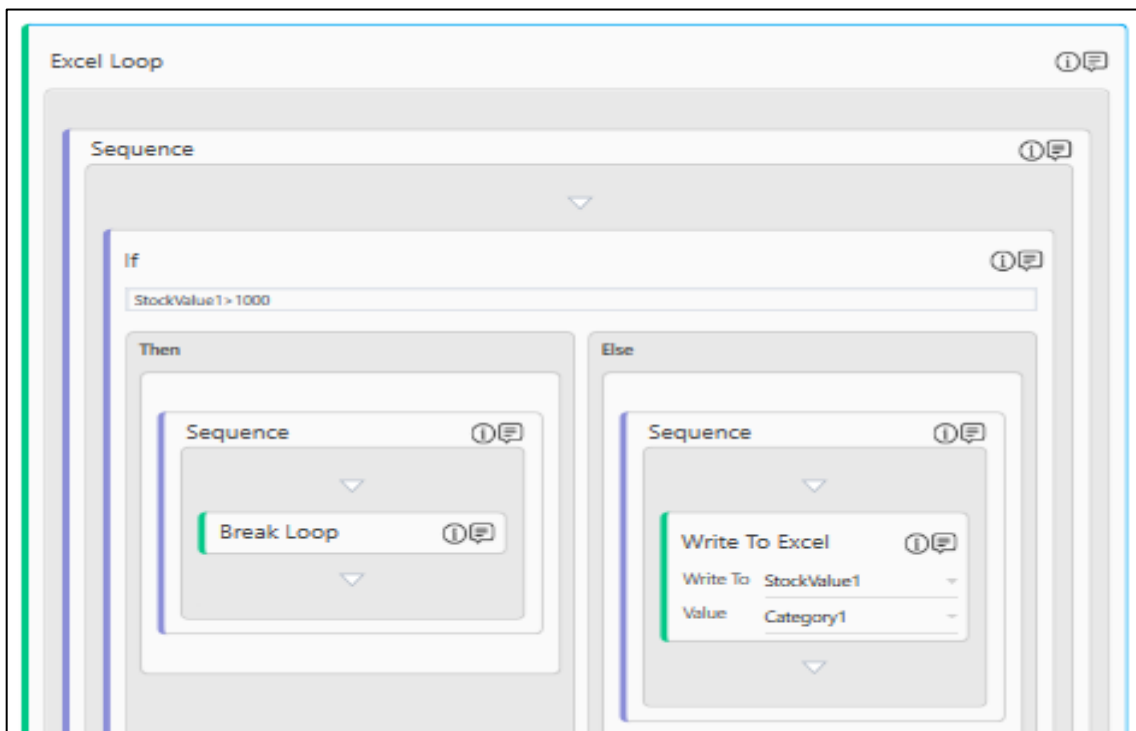 Excel Loop
Sequence
If
StockValue1>1000
Then
Else
Sequence
Sequence
Break Loop
Write To Excel
Write To StockValue1
Value Category1